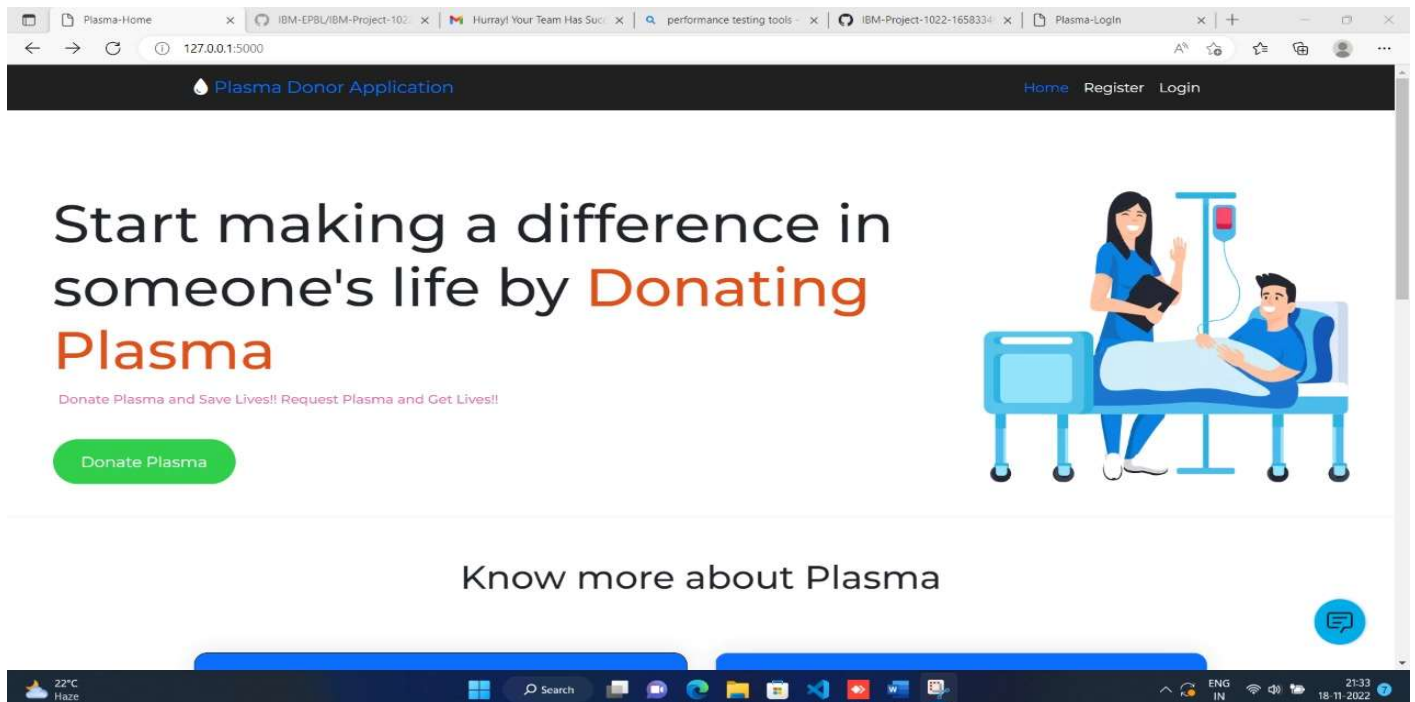 Plasma-Home
IBM-EPBL/IBM-Project-102
Hurray! Your Team Has Suc
performance testing tools -
IBM-Project-1022-1658334
Plasma-LogIn
127.0.0.1:5000
Plasma Donor Application
Home Register Login
Start making a difference in
someone's life by Donating
Plasma
Donate Plasma and Save Lives!! Request Plasma and Get Lives!!
Donate Plasma
Know more about Plasma
22°C
Haze
Search
ENG
IN
21:33
18-11-2022
7